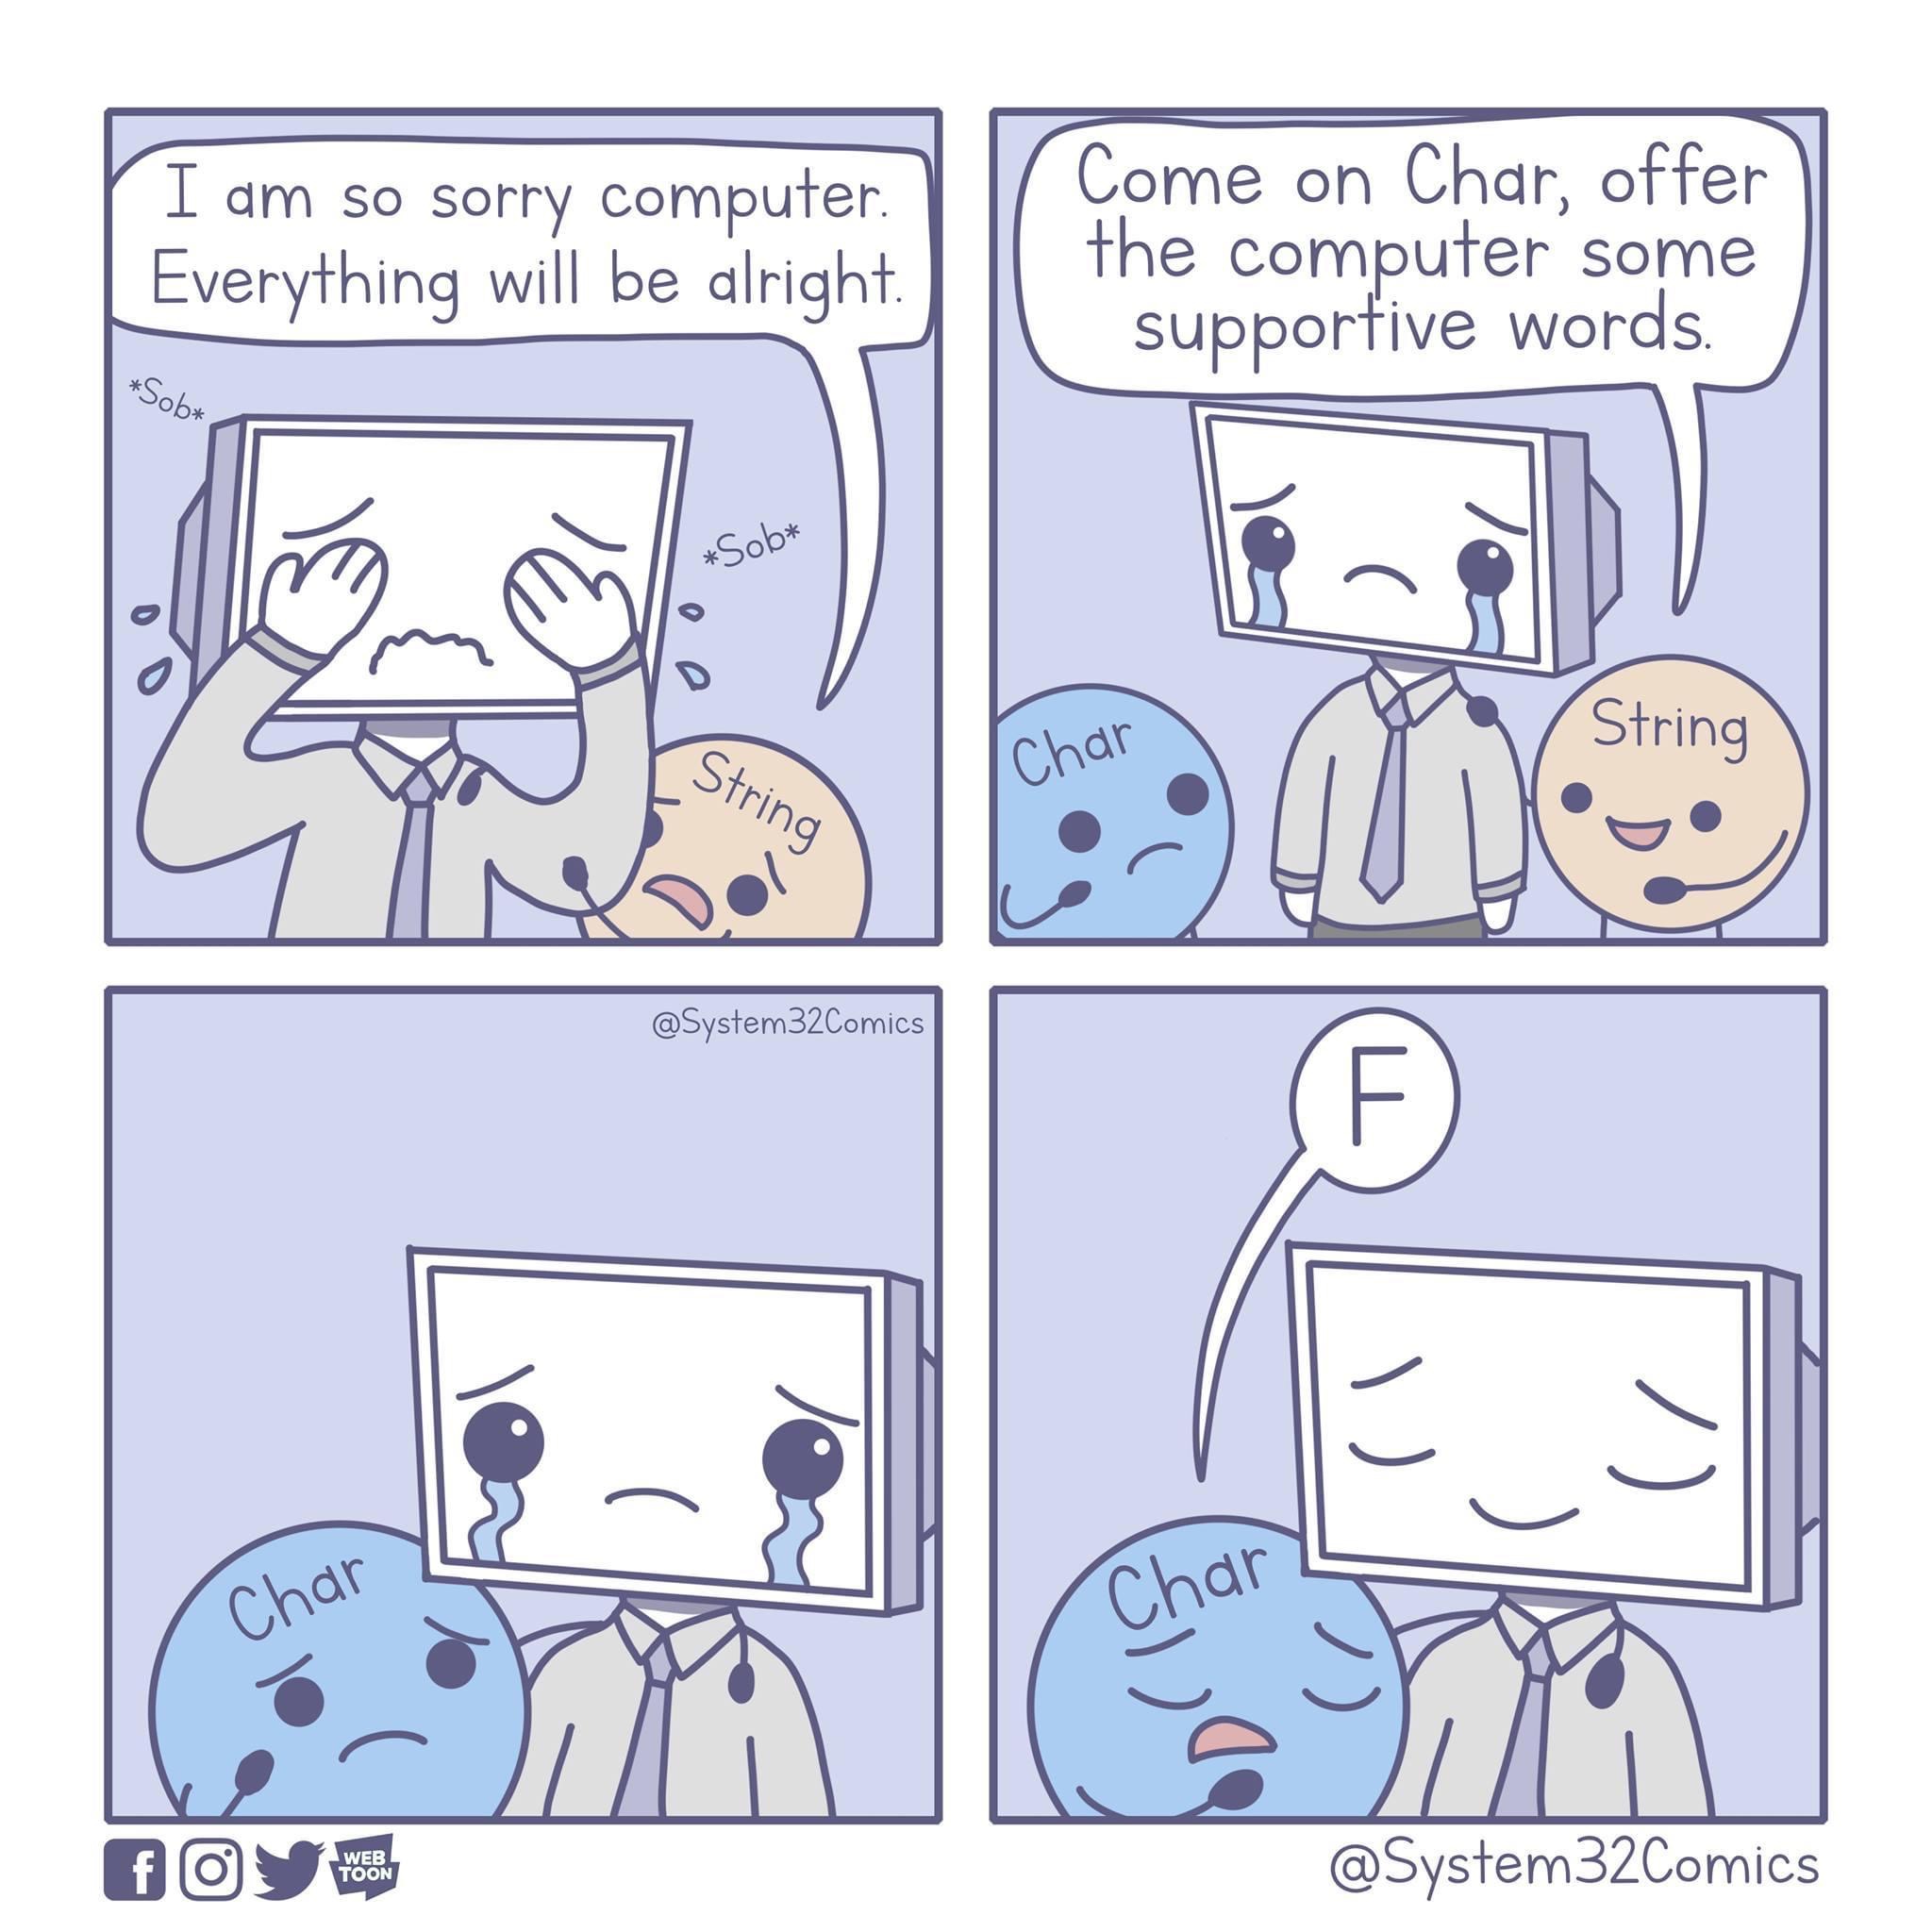 I am so sorry computer.
Everything will be alright.
*Sob*
*Sob*
String
Come on Char, offer
the computer some
supportive words.
Char
String
@System32Comics
Char
F
Char
f
WEB
TOON
@System32Comics